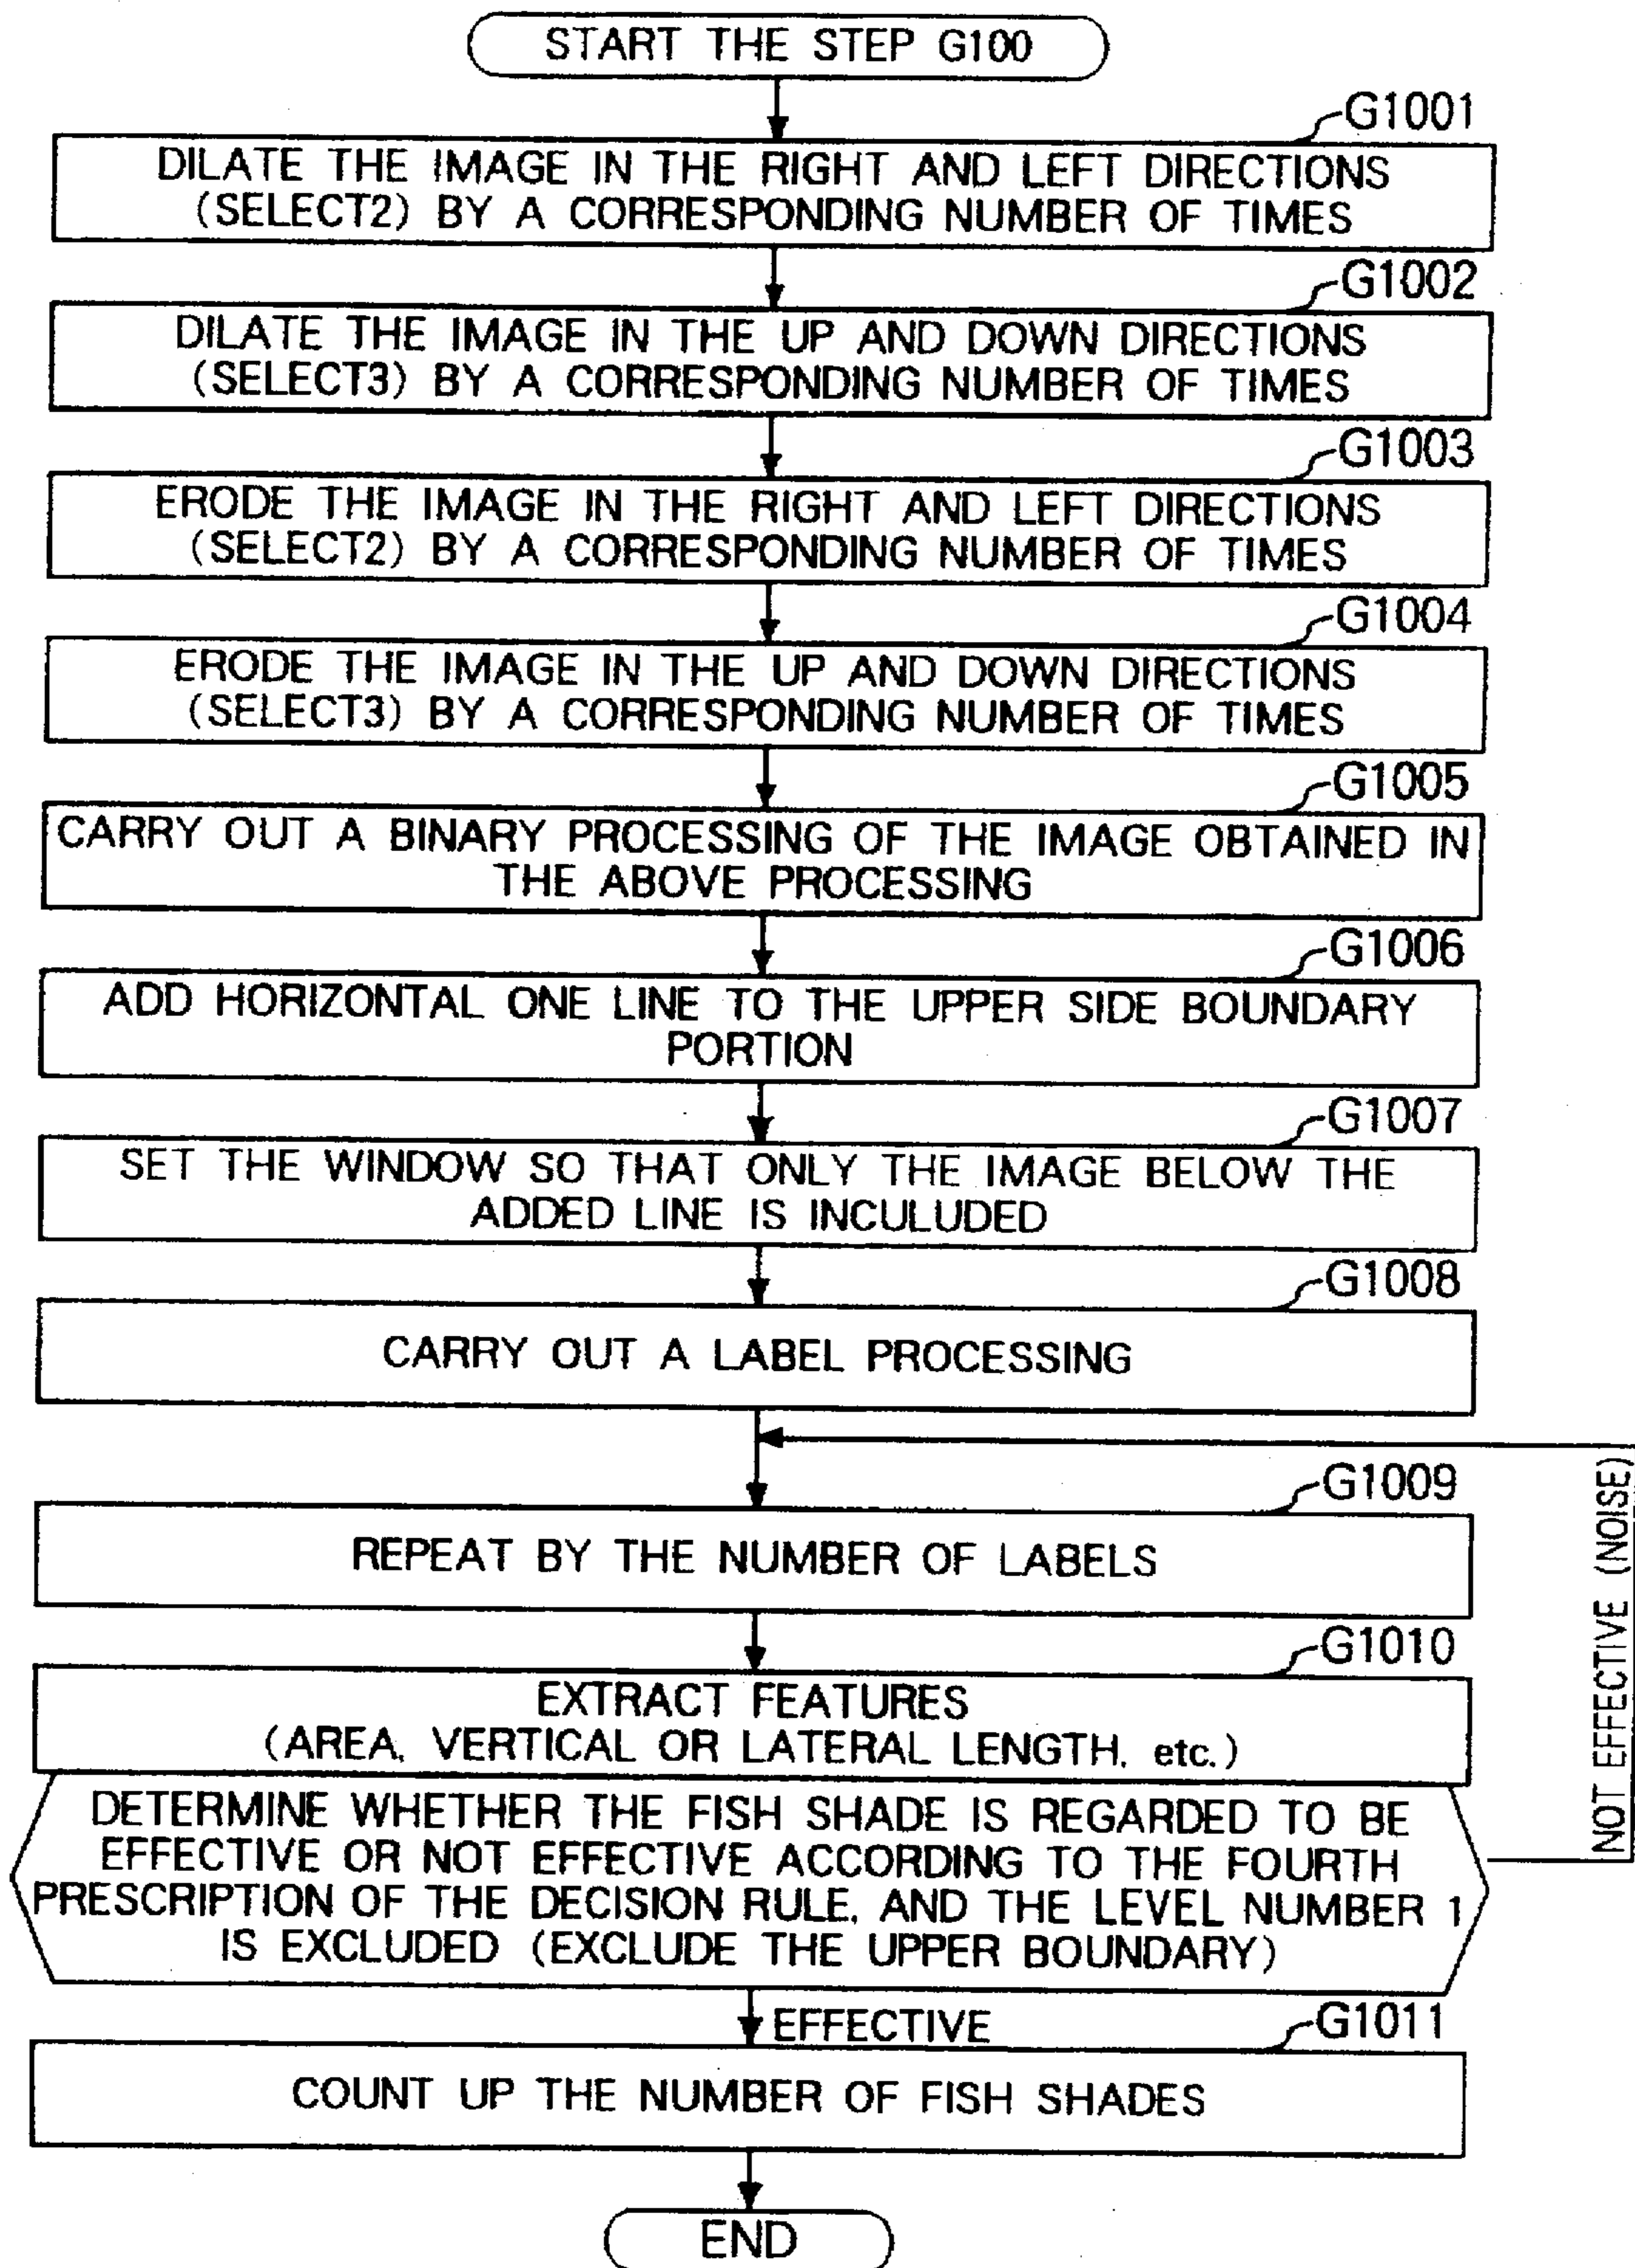 START THE STEP G100
G1001
DILATE THE IMAGE IN THE RIGHT AND LEFT DIRECTIONS
(SELECT2) BY A CORRESPONDING NUMBER OF TIMES
G1002
DILATE THE IMAGE IN THE UP AND DOWN DIRECTIONS
(SELECT3) BY A CORRESPONDING NUMBER OF TIMES
G1003
ERODE THE IMAGE IN THE RIGHT AND LEFT DIRECTIONS
(SELECT2) BY A CORRESPONDING NUMBER OF TIMES
G1004
ERODE THE IMAGE IN THE UP AND DOWN DIRECTIONS
(SELECT3) BY A CORRESPONDING NUMBER OF TIMES
G1005
CARRY OUT A BINARY PROCESSING OF THE IMAGE OBTAINED IN
THE ABOVE PROCESSING
G1006
ADD HORIZONTAL ONE LINE TO THE UPPER SIDE BOUNDARY
PORTION
G1007
SET THE WINDOW SO THAT ONLY THE IMAGE BELOW THE
ADDED LINE IS INCULUDED
G1008
CARRY OUT A LABEL PROCESSING
G1009
REPEAT BY THE NUMBER OF LABELS
NOT EFFECTIVE (NOISE)
G1010
EXTRACT FEATURES
(AREA, VERTICAL OR LATERAL LENGTH, etc.)
DETERMINE WHETHER THE FISH SHADE IS REGARDED TO BE
EFFECTIVE OR NOT EFFECTIVE ACCORDING TO THE FOURTH
PRESCRIPTION OF THE DECISION RULE, AND THE LEVEL NUMBER 1
IS EXCLUDED (EXCLUDE THE UPPER BOUNDARY)
EFFECTIVE
G1011
COUNT UP THE NUMBER OF FISH SHADES
END